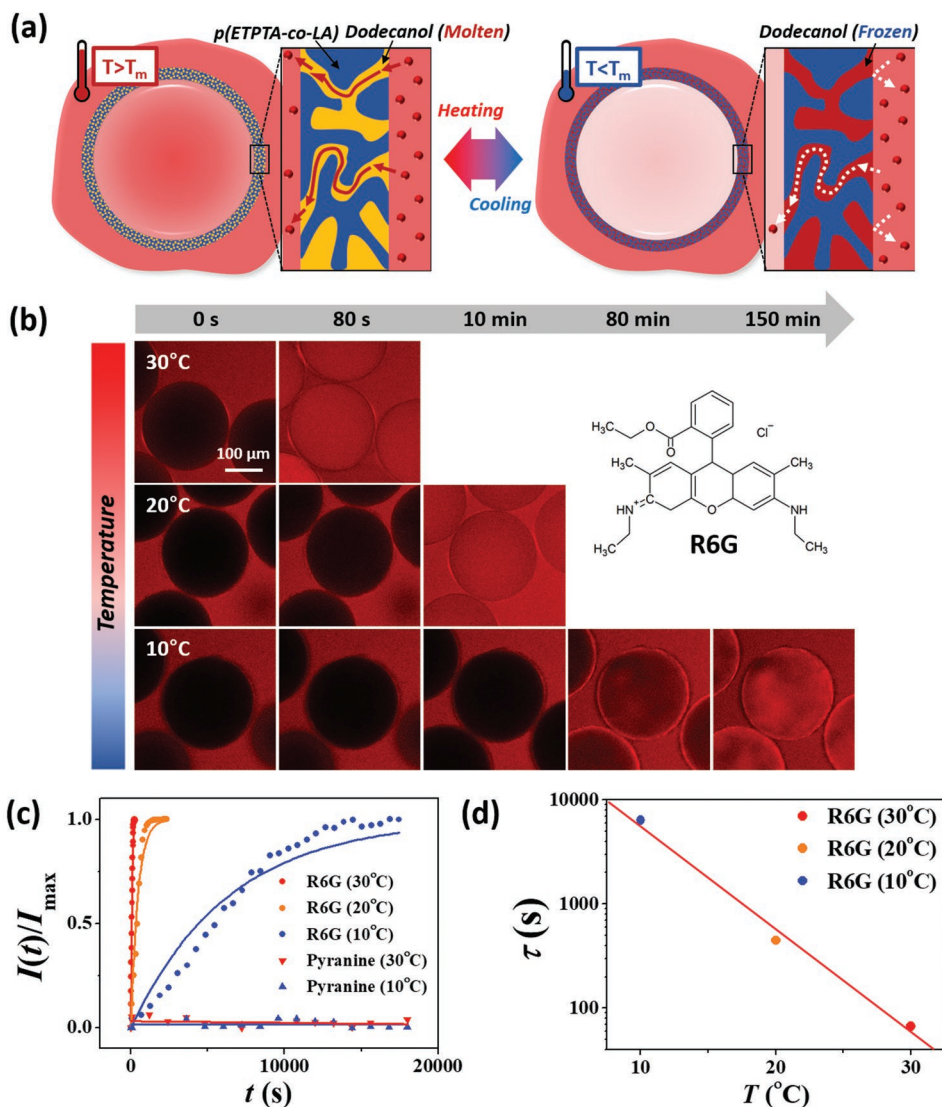 (a)
p(ETPTA-co-LA) Dodecanol (Molten)
T>Tm
Heating
Cooling
Dodecanol (Frozen)
T<Tm
(b)
0 s 80 s 10 min 80 min 150 min
Temperature
30°C
100 μm
20°C
10°C
H₃C O O Cl⁻
H₃C CH₃
HN + C O NH
CH₃ CH₃
R6G
(c)
I(t)/Imax
1.0
0.5
0.0
R6G (30°C)
R6G (20°C)
R6G (10°C)
Pyranine (30°C)
Pyranine (10°C)
0 10000 20000
t (s)
(d)
τ (s)
10000
1000
100
R6G (30°C)
R6G (20°C)
R6G (10°C)
10 20 30
T (°C)